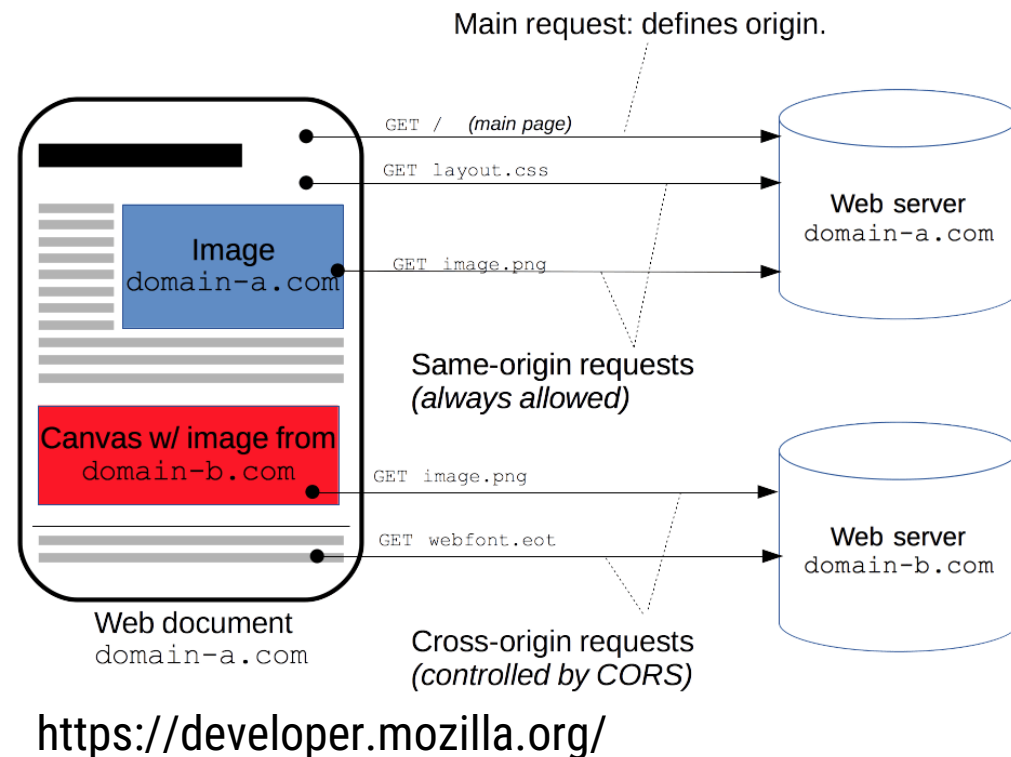 Main request: defines origin.
GET / (main page)
GET layout.css
Web server
domain-a.com
Image
domain-a.com
GET image.png
Same-origin requests
(always allowed)
Canvas w/ image from
domain-b.com
GET image.png
GET webfont.eot
Web server
domain-b.com
Web document
domain-a.com
Cross-origin requests
(controlled by CORS)
https://developer.mozilla.org/